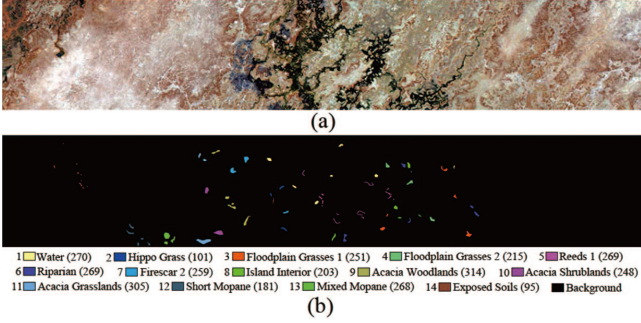 (a)
1 Water (270) 2 Hippo Grass (101) 3 Floodplain Grasses 1 (251) 4 Floodplain Grasses 2 (215) 5 Reeds 1 (269)
6 Riparian (269) 7 Firescar 2 (259) 8 Island Interior (203) 9 Acacia Woodlands (314) 10 Acacia Shrublands (248)
11 Acacia Grasslands (305) 12 Short Mopane (181) 13 Mixed Mopane (268) 14 Exposed Soils (95) Background
(b)